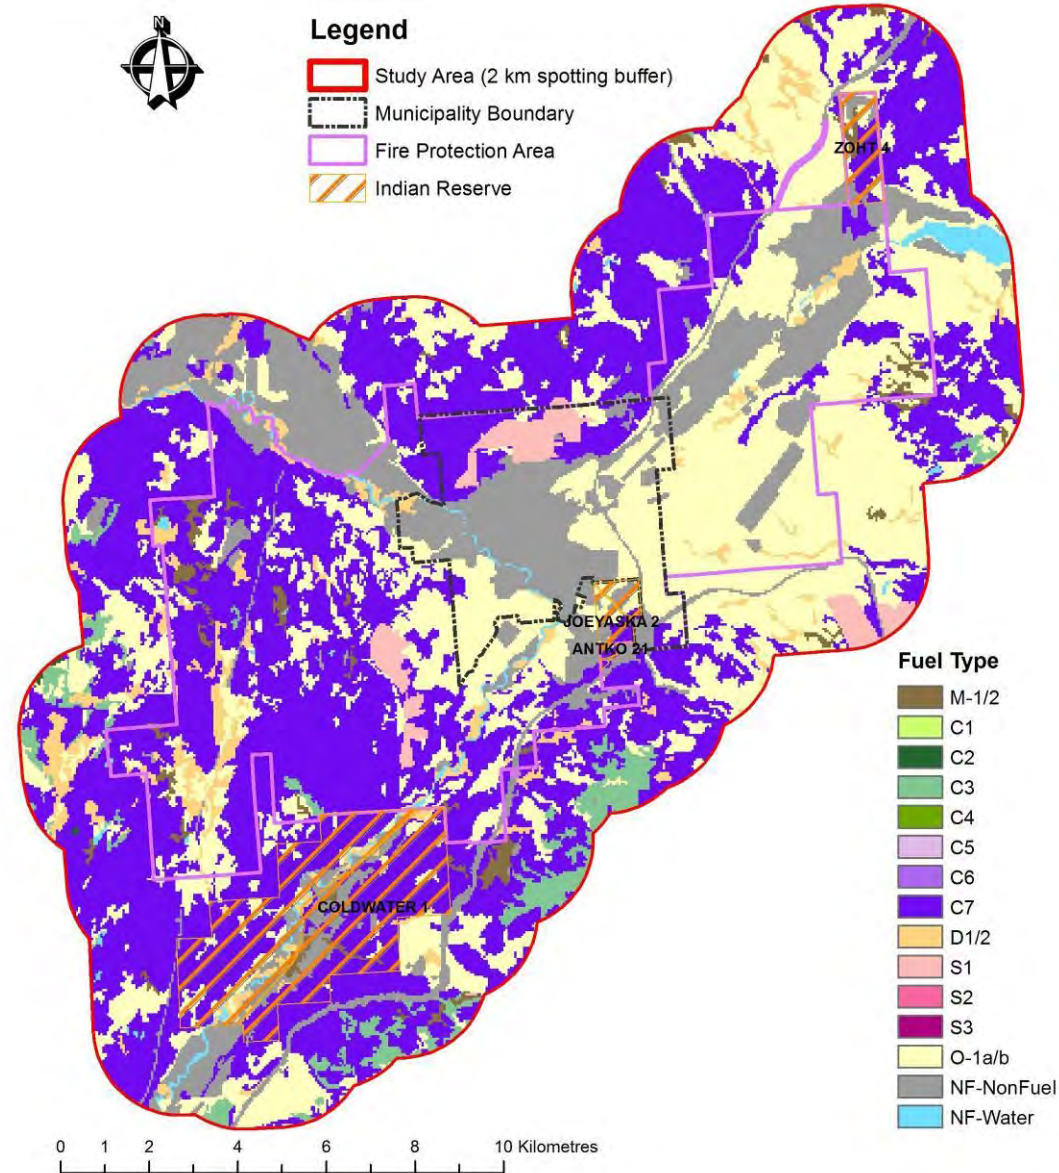 N
Legend
Study Area (2 km spotting buffer)
Municipality Boundary
Fire Protection Area
Indian Reserve
ZOHT 4
JOEYASKA 2
ANTKO 21
COLDWATER 1
Fuel Type
M-1/2
C1
C2
C3
C4
C5
C6
C7
D1/2
S1
S2
S3
O-1a/b
NF-NonFuel
NF-Water
0 1 2 4 6 8 10 Kilometres